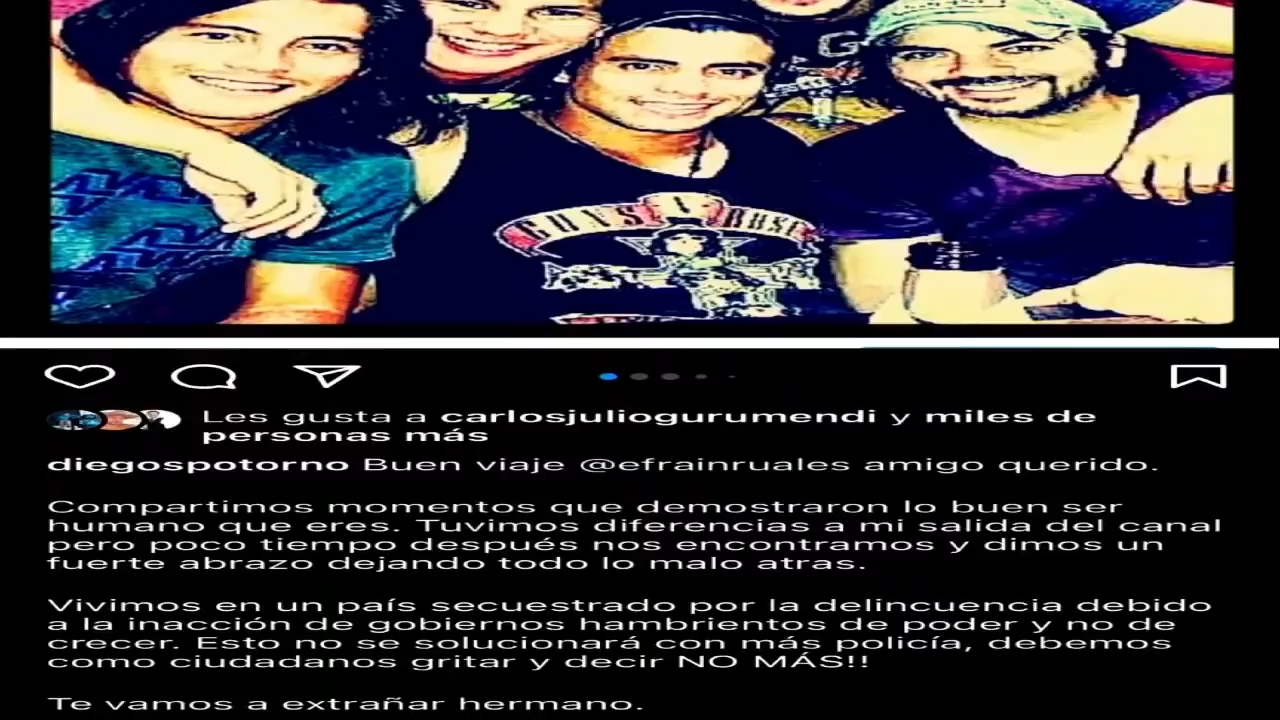 G
GUNS N ROSES
Les gusta a carlosjuliogurumendi y miles de
personas más
diegospotorno Buen viaje @efrainruales amigo querido.
Compartimos momentos que demostraron lo buen ser
humano que eres. Tuvimos diferencias a mi salida del canal
pero poco tiempo después nos encontramos y dimos un
fuerte abrazo dejando todo lo malo atras.
Vivimos en un país secuestrado por la delincuencia debido
a la inacción de gobiernos hambrientos de poder y no de
crecer. Esto no se solucionará con más policía, debemos
como ciudadanos gritar y decir NO MÁS!!
Te vamos a extrañar hermano.